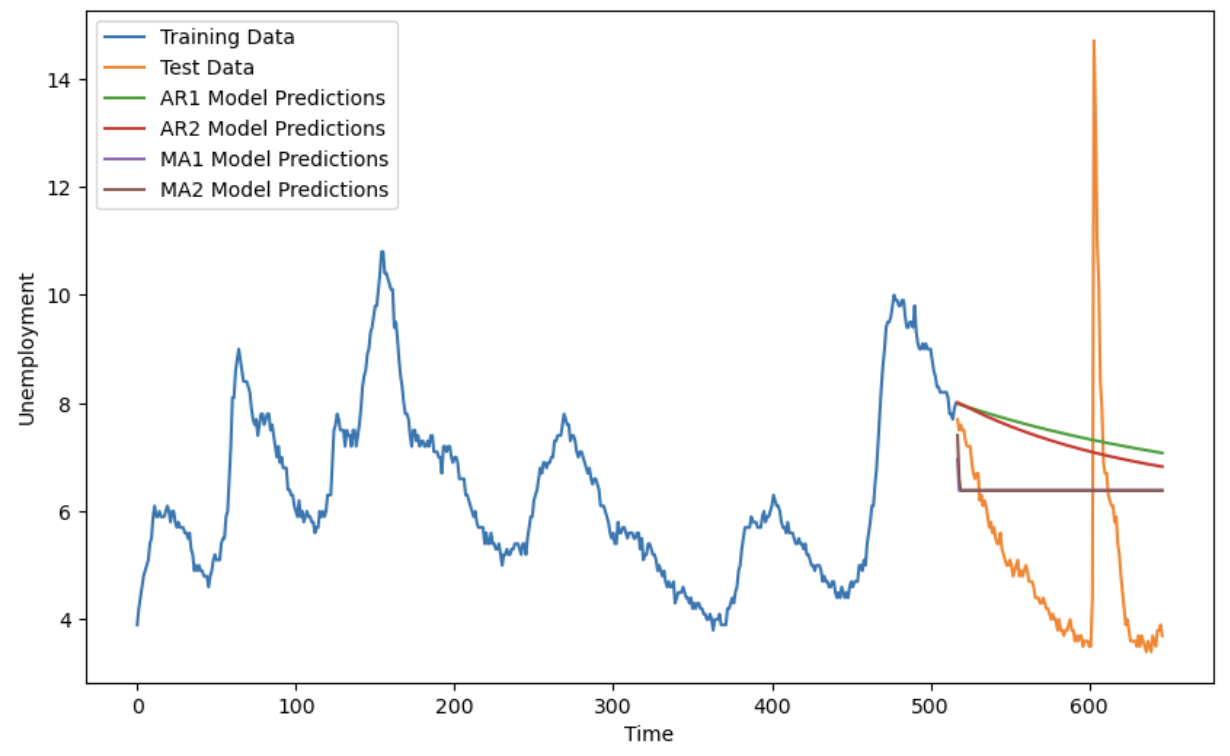 Training Data
Test Data
AR1 Model Predictions
AR2 Model Predictions
MA1 Model Predictions
MA2 Model Predictions
14
12
10
8
6
4
Unemployment
0 100 200 300 400 500 600
Time